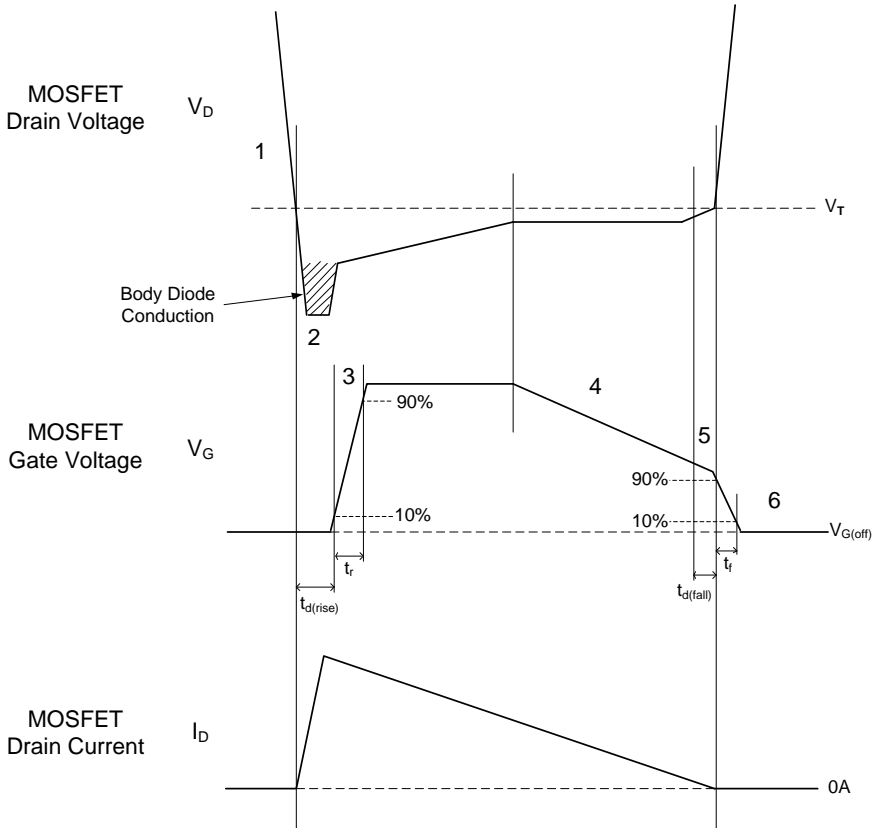 MOSFET
Drain Voltage
V_D
1
V_T
Body Diode
Conduction
2
3
4
90%
MOSFET
Gate Voltage
V_G
5
90%
6
10%
10%
V_G(off)
t_r
t_f
t_d(rise)
t_d(fall)
MOSFET
Drain Current
I_D
0A